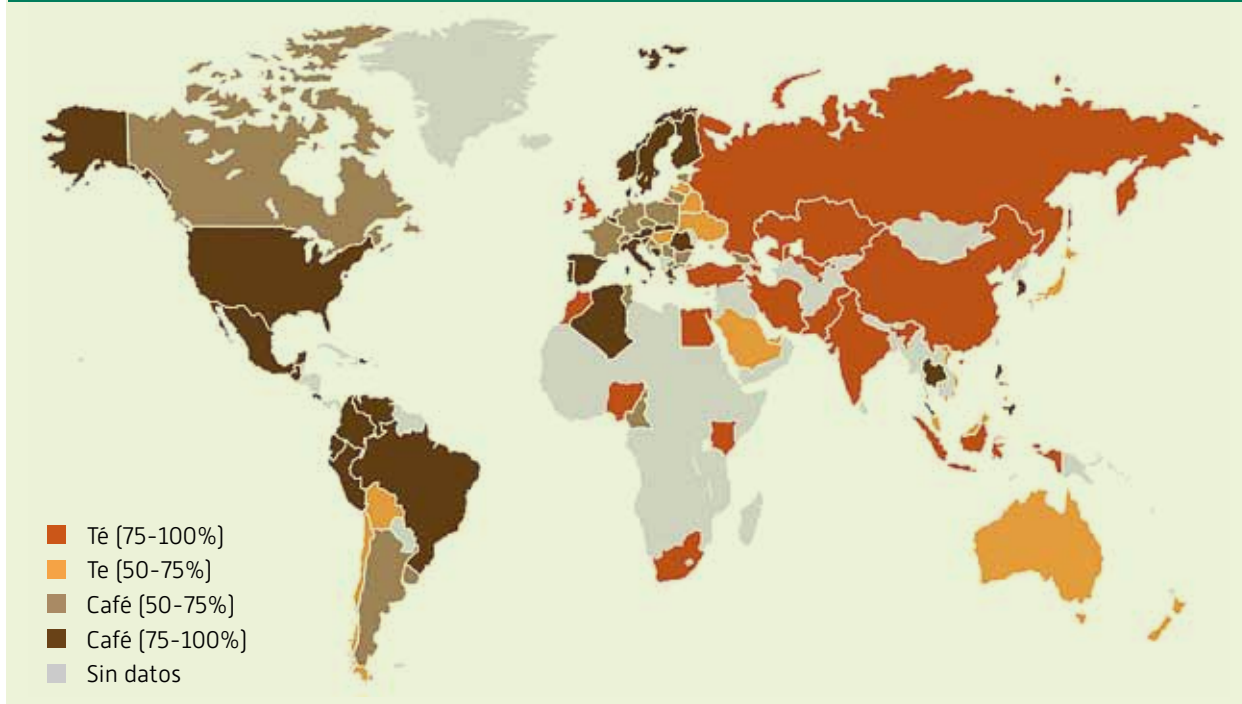 Té (75-100%)
Te (50-75%)
Café (50-75%)
Café (75-100%)
Sin datos